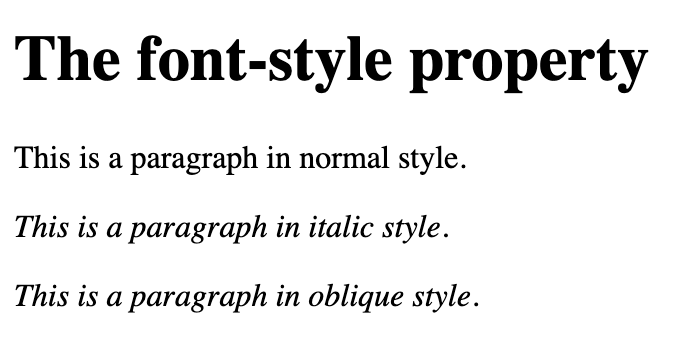 The font-style property
This is a paragraph in normal style.
This is a paragraph in italic style.
This is a paragraph in oblique style.